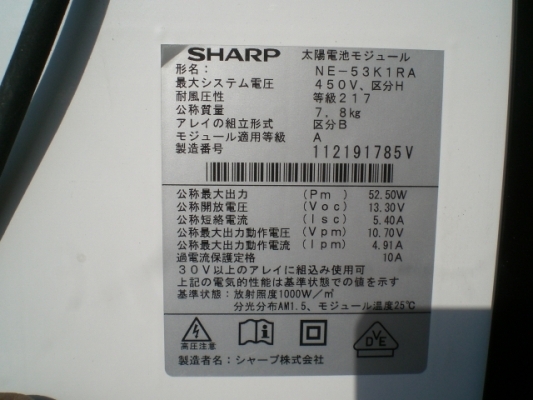 SHARP 太陽電池モジュール
形名： NE－53K1RA
最大システム電圧 450V、区分H
耐風圧性 等級217
公称質量 7．8kg
アレイの組立形式 区分B
モジュール適用等級 A
製造番号 112191785V
公称最大出力 (Pm) 52.50W
公称開放電圧 (Voc) 13.30V
公称短絡電流 (Isc) 5.40A
公称最大出力動作電圧 (Vpm) 10.70V
公称最大出力動作電流 (Ipm) 4.91A
過電流保護定格 10A
30V以上のアレイに組込み使用可
上記の電気的性能は基準状態での値を示す
基準状態：放射照度1000W／㎡
分光分布AM1.5、モジュール温度25℃
高圧注意
DVE
製造者名：シャープ株式会社